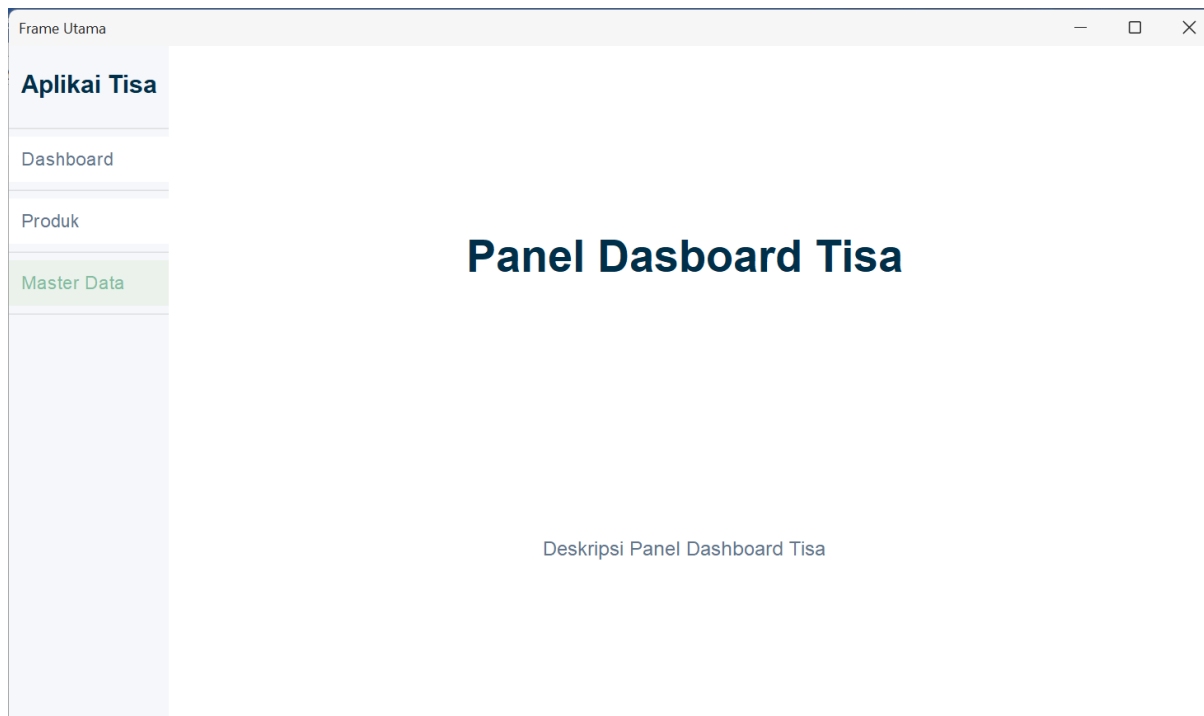 Frame Utama
Aplikai Tisa
Dashboard
Produk
Master Data
Panel Dasboard Tisa
Deskripsi Panel Dashboard Tisa